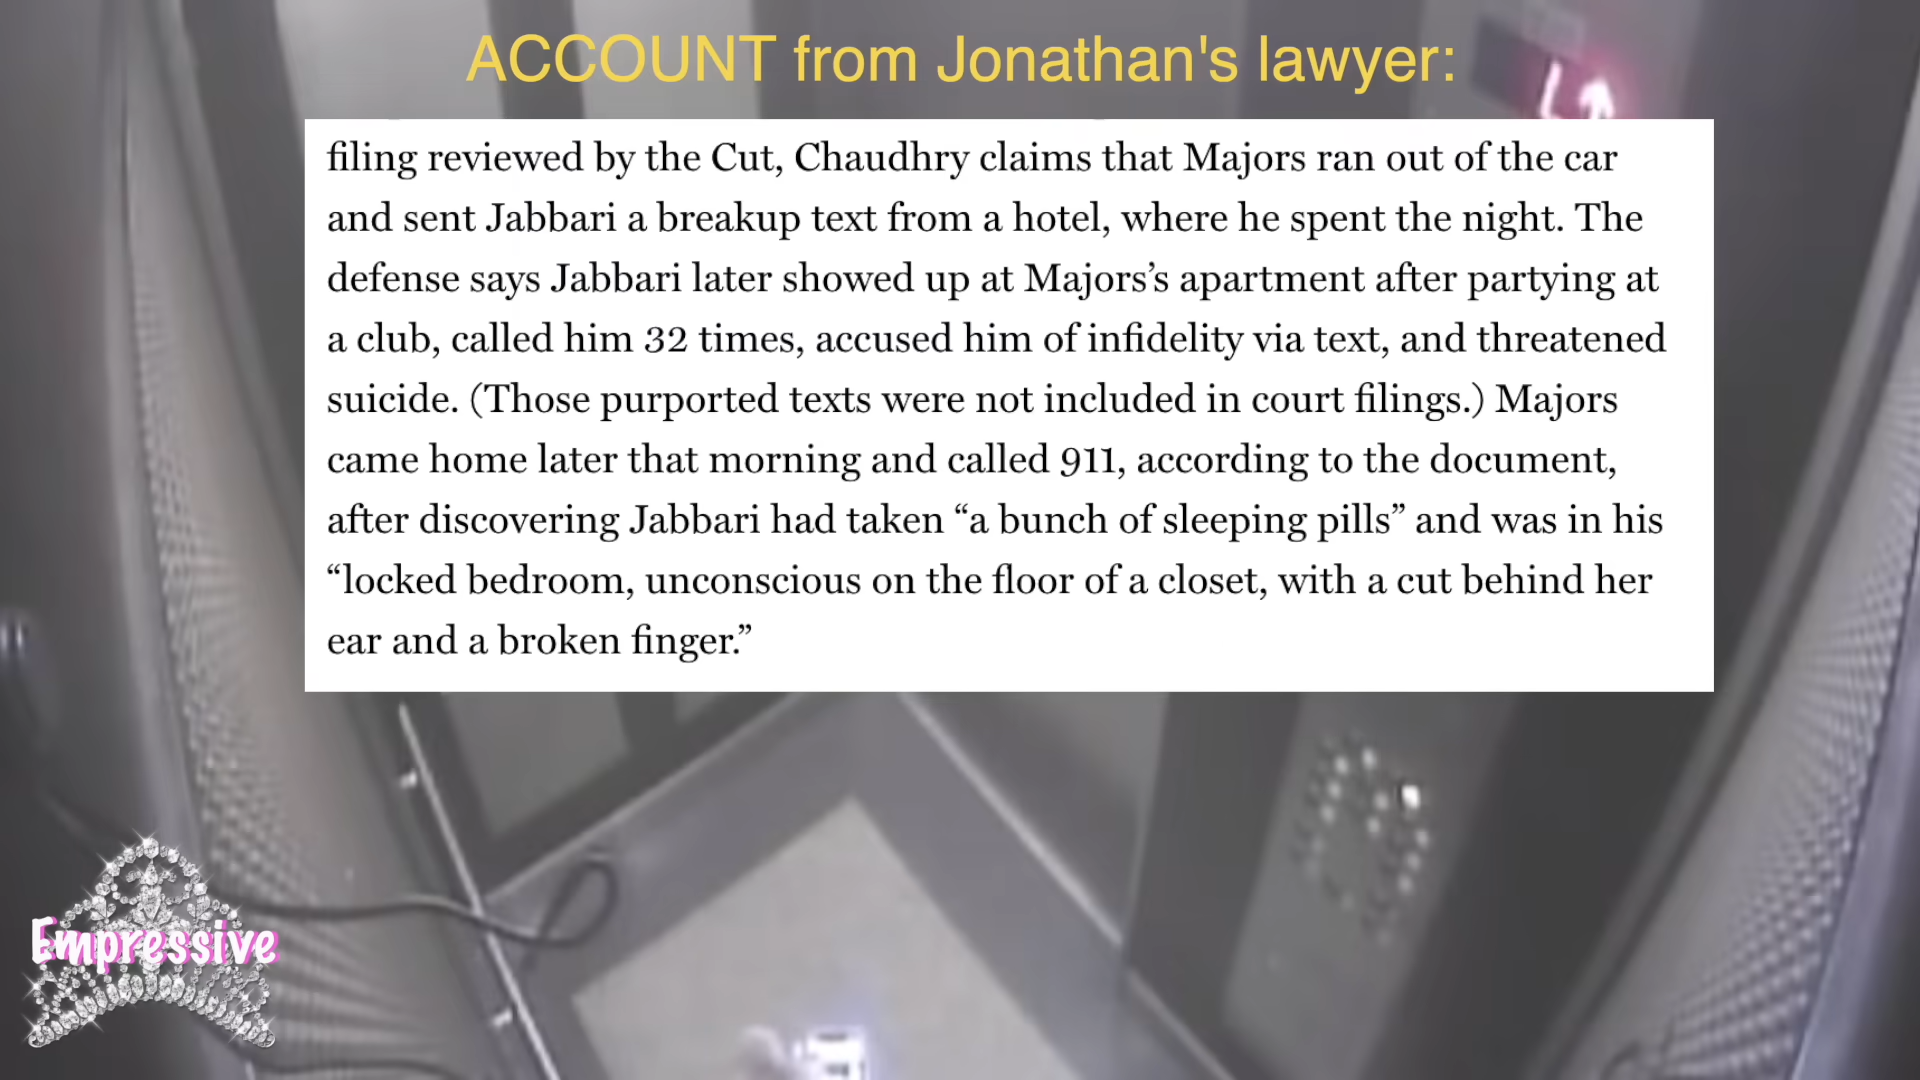 ACCOUNT from Jonathan's lawyer:
filing reviewed by the Cut, Chaudhry claims that Majors ran out of the car
and sent Jabbari a breakup text from a hotel, where he spent the night. The
defense says Jabbari later showed up at Majors’s apartment after partying at
a club, called him 32 times, accused him of infidelity via text, and threatened
suicide. (Those purported texts were not included in court filings.) Majors
came home later that morning and called 911, according to the document,
after discovering Jabbari had taken “a bunch of sleeping pills” and was in his
“locked bedroom, unconscious on the floor of a closet, with a cut behind her
ear and a broken finger.”
Empressive